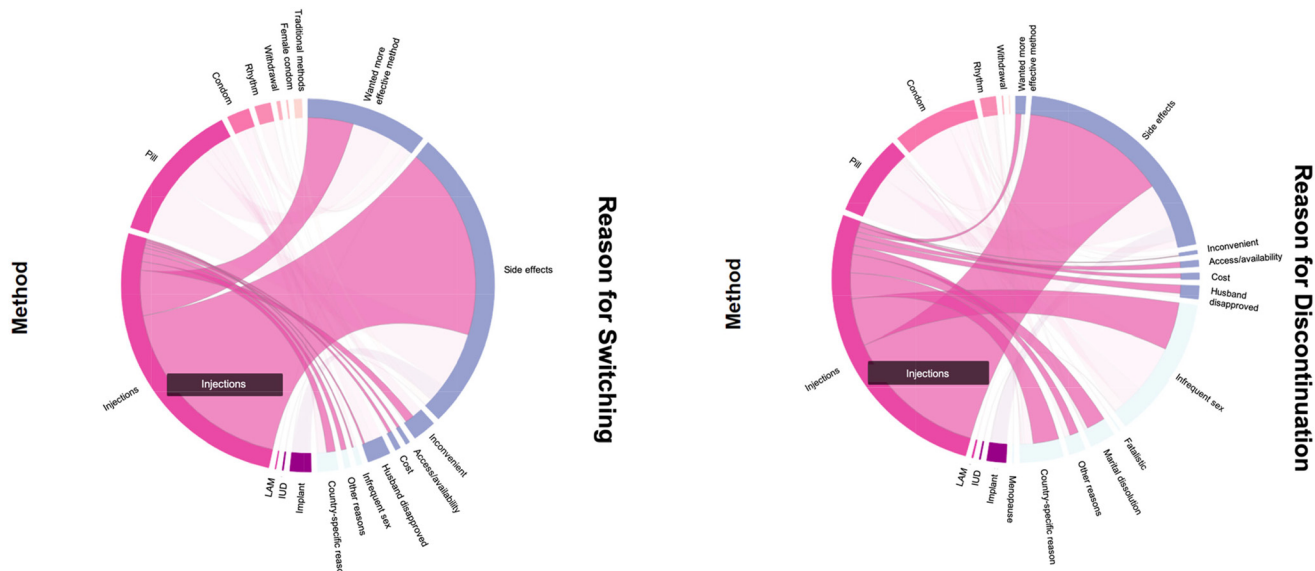 Method
Reason for Switching
Traditional methods
Female condom
Withdrawal
Rhythm
Condom
Pill
Injections
Injections
LAM
IUD
Implant
Wanted more
effective method
Side effects
Inconvenient
Access/availability
Cost
Husband disapproved
Infrequent sex
Other reasons
Country-specific reason
Method
Reason for Discontinuation
Withdrawal
Rhythm
Condom
Pill
Injections
Injections
LAM
IUD
Implant
Wanted more
effective method
Side effects
Inconvenient
Access/availability
Cost
Husband
disapproved
Infrequent sex
Fatalistic
Marital dissolution
Other reasons
Country-specific reason
Menopause